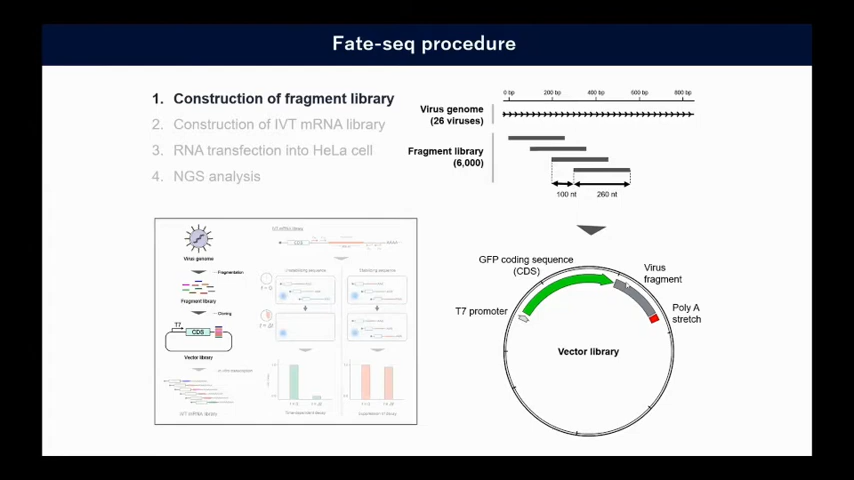 Fate-seq procedure
1. Construction of fragment library
2. Construction of IVT mRNA library
3. RNA transfection into HeLa cell
4. NGS analysis
0 bp 200 bp 400 bp 600 bp 800 bp
Virus genome
(26 viruses)
Fragment library
(6,000)
100 nt 260 nt
GFP coding sequence
(CDS)
Virus
fragment
T7 promoter
Poly A
stretch
Vector library
Virus genome
Fragmentation
Fragment library
Cloning
T7
CDS
Vector library
IVT mRNA library
CDS